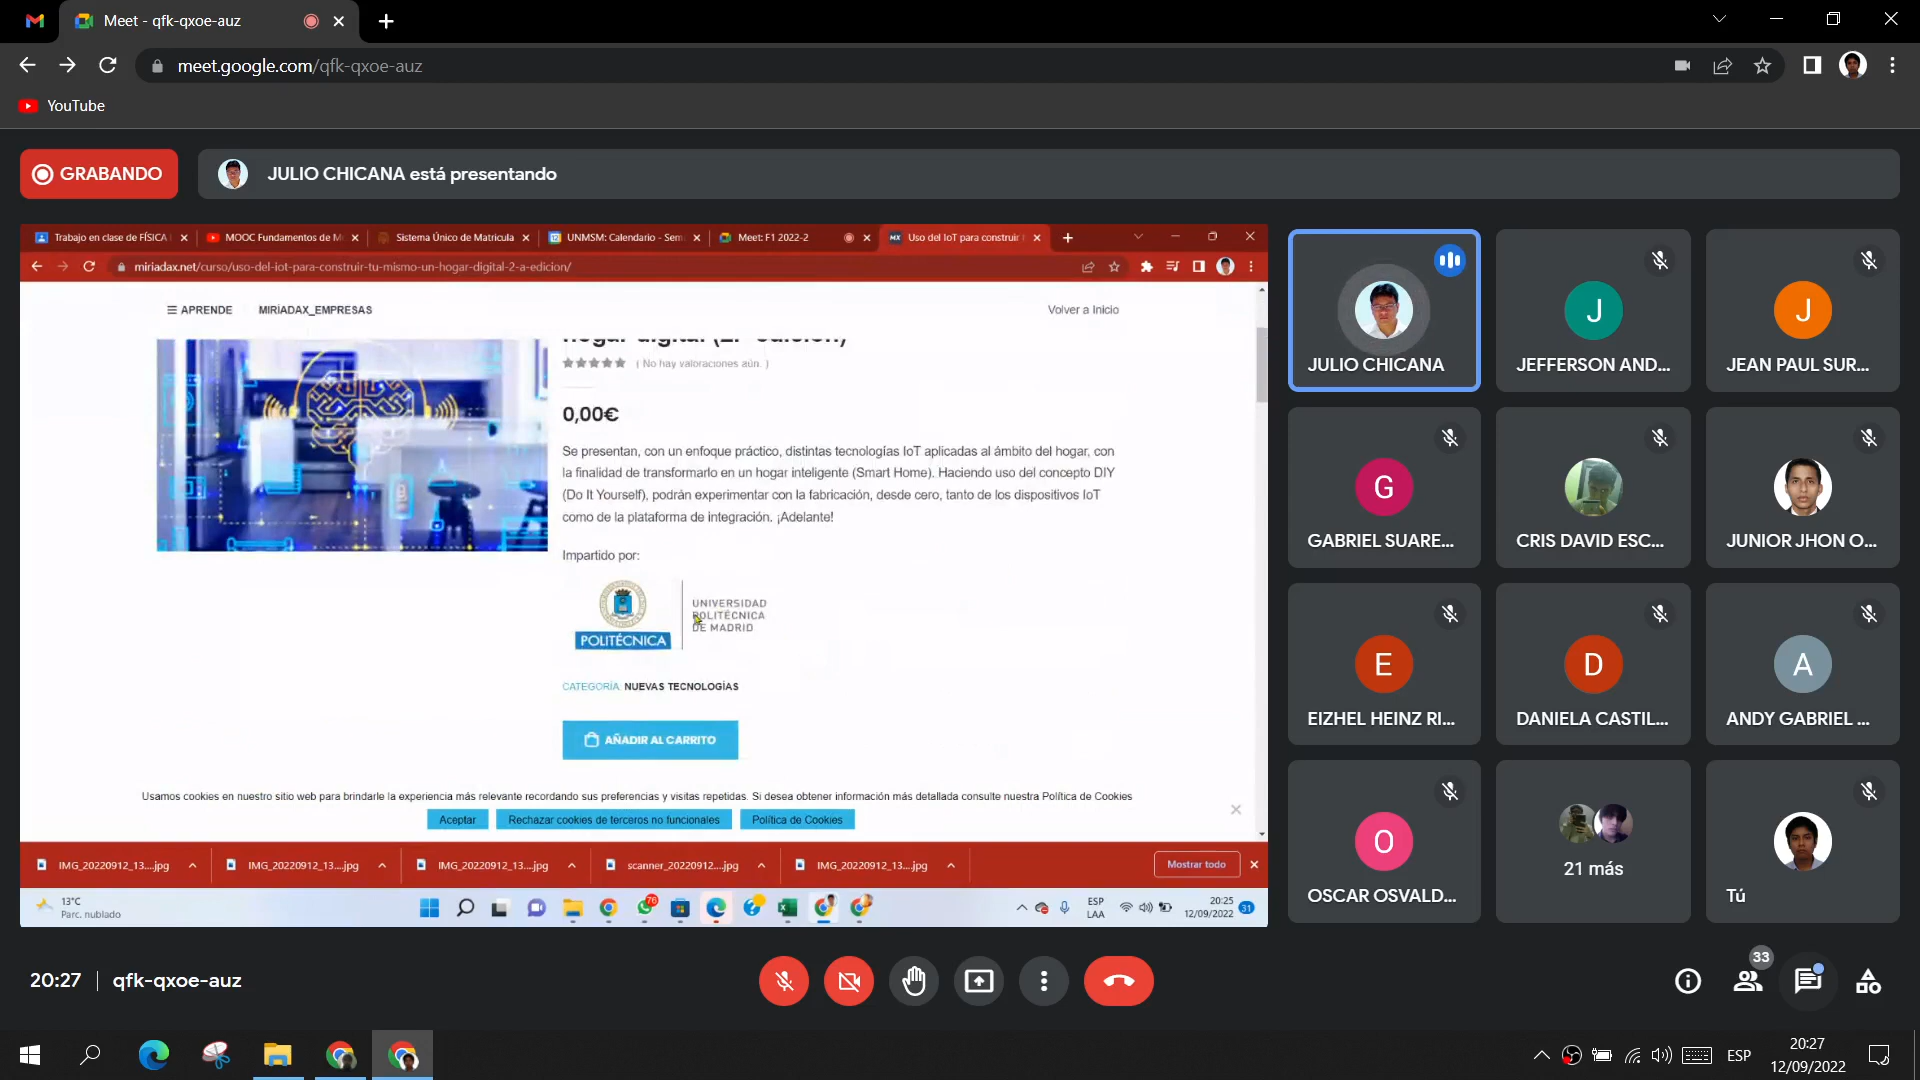 Meet - qfk-qxoe-auz
meet.google.com/qfk-qxoe-auz
YouTube
GRABANDO
JULIO CHICANA está presentando
Trabajo en clase de FÍSICA
MOOC Fundamentos de M
Sistema Único de Matricula
UNMSM: Calendario - Sem
Meet: F1 2022-2
Uso del IoT para construir
miriadax.net/curso/uso-del-iot-para-construir-tu-mismo-un-hogar-digital-2-a-edicion/
APRENDE
MIRÍADAX_EMPRESAS
Volver a Inicio
hogar digital (2.ª edición)
( No hay valoraciones aún. )
0,00€
Se presentan, con un enfoque práctico, distintas tecnologías IoT aplicadas al ámbito del hogar, con
la finalidad de transformarlo en un hogar inteligente (Smart Home). Haciendo uso del concepto DIY
(Do It Yourself), podrán experimentar con la fabricación, desde cero, tanto de los dispositivos IoT
como de la plataforma de integración. ¡Adelante!
Impartido por:
POLITÉCNICA
UNIVERSIDAD
POLITÉCNICA
DE MADRID
CATEGORÍA: NUEVAS TECNOLOGÍAS
AÑADIR AL CARRITO
Usamos cookies en nuestro sitio web para brindarle la experiencia más relevante recordando sus preferencias y visitas repetidas. Si desea obtener información más detallada consulte nuestra Política de Cookies
Aceptar
Rechazar cookies de terceros no funcionales
Política de Cookies
IMG_20220912_13....jpg
IMG_20220912_13....jpg
IMG_20220912_13....jpg
scanner_20220912....jpg
IMG_20220912_13....jpg
Mostrar todo
13°C
Parc. nublado
76
ESP
LAA
20:25
12/09/2022
31
JULIO CHICANA
J
JEFFERSON AND...
J
JEAN PAUL SUR...
G
GABRIEL SUARE...
CRIS DAVID ESC...
JUNIOR JHON O...
E
EIZHEL HEINZ RI...
D
DANIELA CASTIL...
A
ANDY GABRIEL ...
O
OSCAR OSVALD...
21 más
Tú
20:27
qfk-qxoe-auz
33
ESP
20:27
12/09/2022